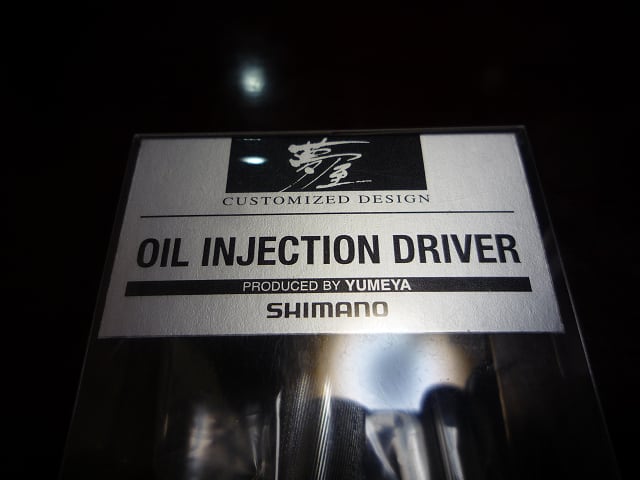 夢屋
CUSTOMIZED DESIGN
OIL INJECTION DRIVER
PRODUCED BY YUMEYA
SHIMANO